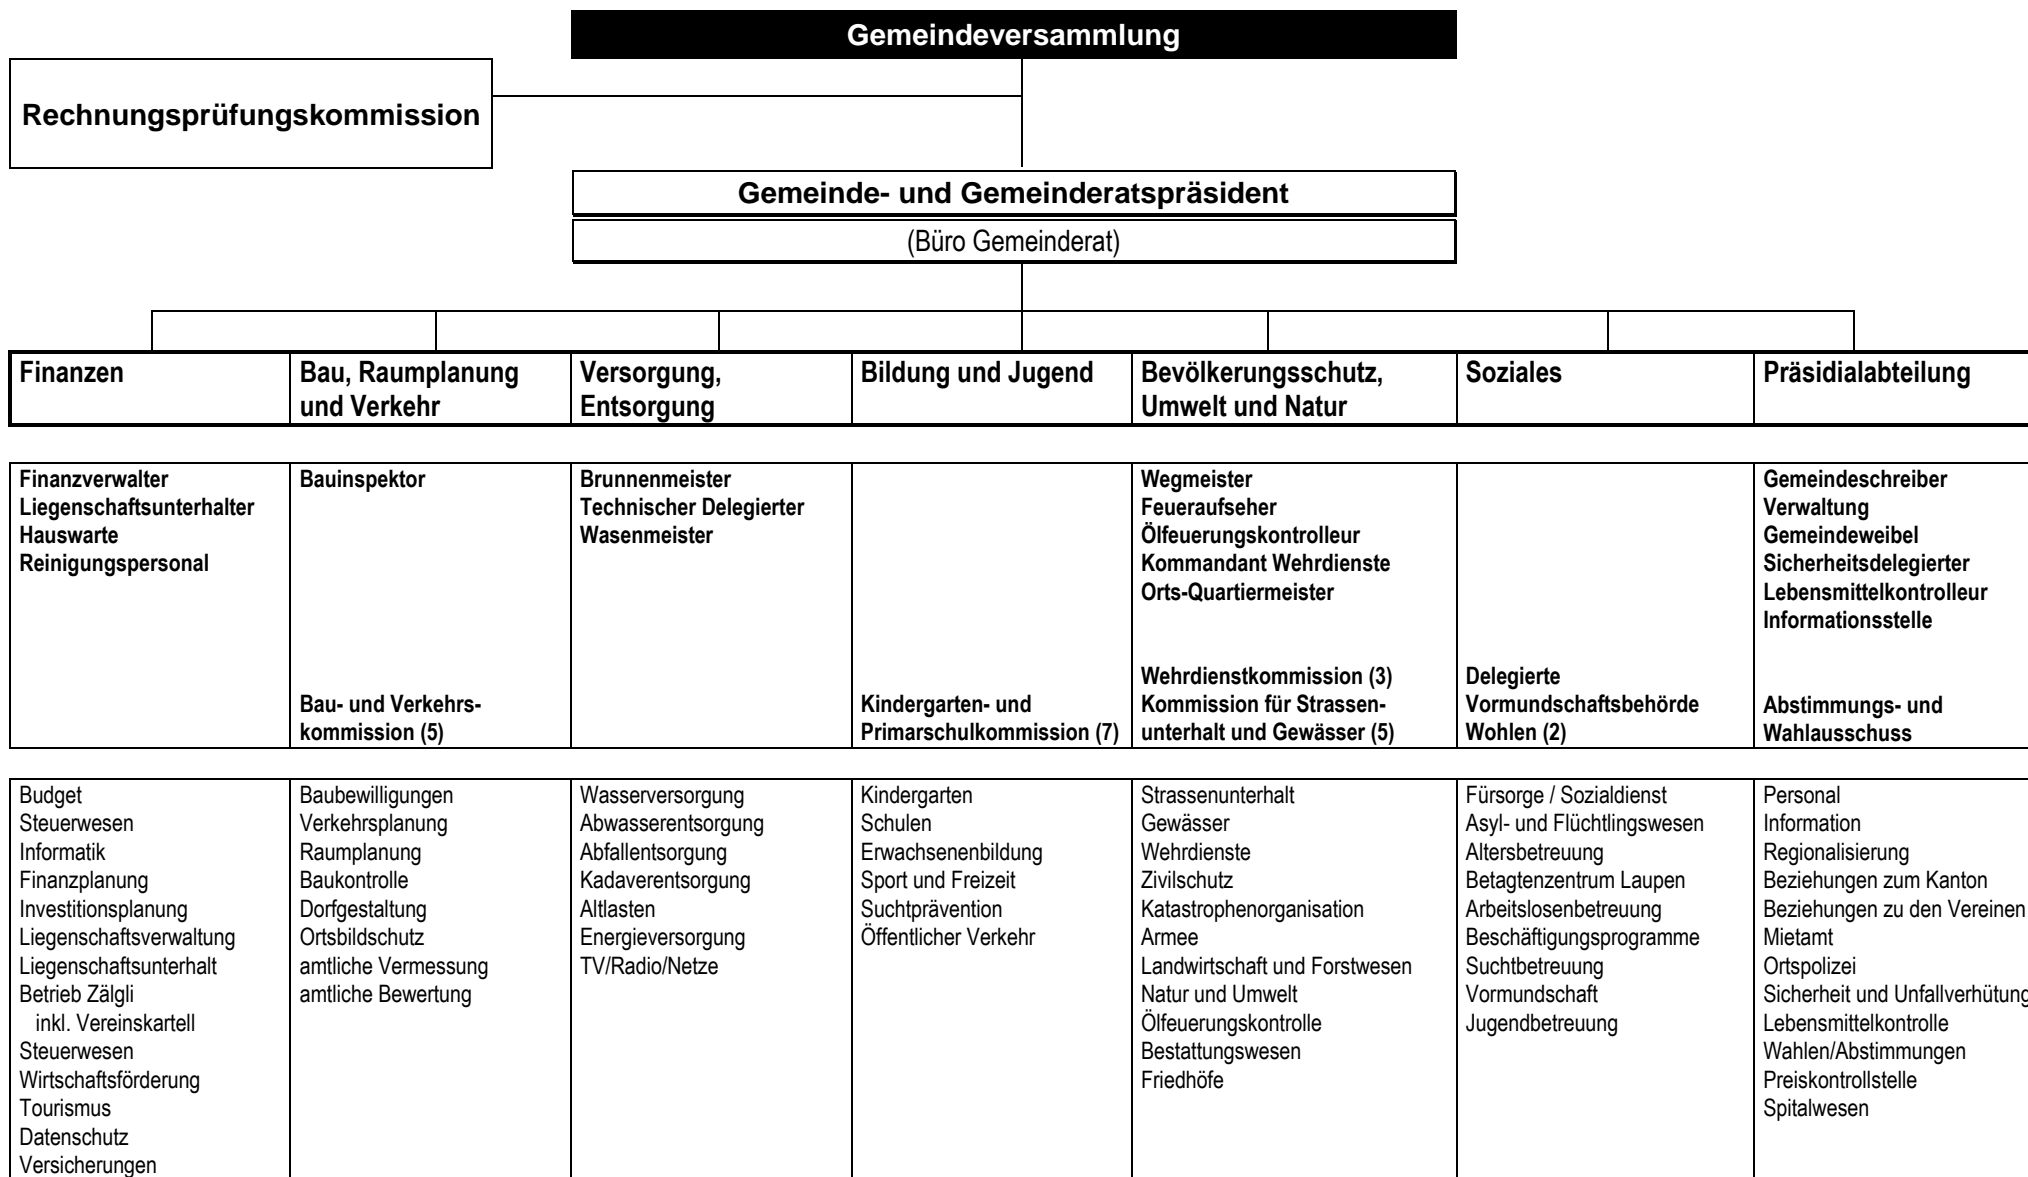 Gemeindeversammlung
Rechnungsprüfungskommission
Gemeinde- und Gemeinderatspräsident
(Büro Gemeinderat)
Finanzen
Bau, Raumplanung
und Verkehr
Versorgung,
Entsorgung
Bildung und Jugend
Bevölkerungsschutz,
Umwelt und Natur
Soziales
Präsidialabteilung
Finanzverwalter
Liegenschaftsunterhalter
Hauswarte
Reinigungspersonal
Bauinspektor
Bau- und Verkehrs-
kommission (5)
Brunnenmeister
Technischer Delegierter
Wasenmeister
Kindergarten- und
Primarschulkommission (7)
Wegmeister
Feueraufseher
Ölfeuerungskontrolleur
Kommandant Wehrdienste
Orts-Quartiermeister
Wehrdienstkommission (3)
Kommission für Strassen-
unterhalt und Gewässer (5)
Delegierte
Vormundschaftsbehörde
Wohlen (2)
Gemeindeschreiber
Verwaltung
Gemeindeweibel
Sicherheitsdelegierter
Lebensmittelkontrolleur
Informationsstelle
Abstimmungs- und
Wahlausschuss
Budget
Steuerwesen
Informatik
Finanzplanung
Investitionsplanung
Liegenschaftsverwaltung
Liegenschaftsunterhalt
Betrieb Zälgli
inkl. Vereinskartell
Steuerwesen
Wirtschaftsförderung
Tourismus
Datenschutz
Versicherungen
Baubewilligungen
Verkehrsplanung
Raumplanung
Baukontrolle
Dorfgestaltung
Ortsbildschutz
amtliche Vermessung
amtliche Bewertung
Wasserversorgung
Abwasserentsorgung
Abfallentsorgung
Kadaverentsorgung
Altlasten
Energieversorgung
TV/Radio/Netze
Kindergarten
Schulen
Erwachsenenbildung
Sport und Freizeit
Suchtprävention
Öffentlicher Verkehr
Strassenunterhalt
Gewässer
Wehrdienste
Zivilschutz
Katastrophenorganisation
Armee
Landwirtschaft und Forstwesen
Natur und Umwelt
Ölfeuerungskontrolle
Bestattungswesen
Friedhöfe
Fürsorge / Sozialdienst
Asyl- und Flüchtlingswesen
Altersbetreuung
Betagtenzentrum Laupen
Arbeitslosenbetreuung
Beschäftigungsprogramme
Suchtbetreuung
Vormundschaft
Jugendbetreuung
Personal
Information
Regionalisierung
Beziehungen zum Kanton
Beziehungen zu den Vereinen
Mietamt
Ortspolizei
Sicherheit und Unfallverhütung
Lebensmittelkontrolle
Wahlen/Abstimmungen
Preiskontrollstelle
Spitalwesen